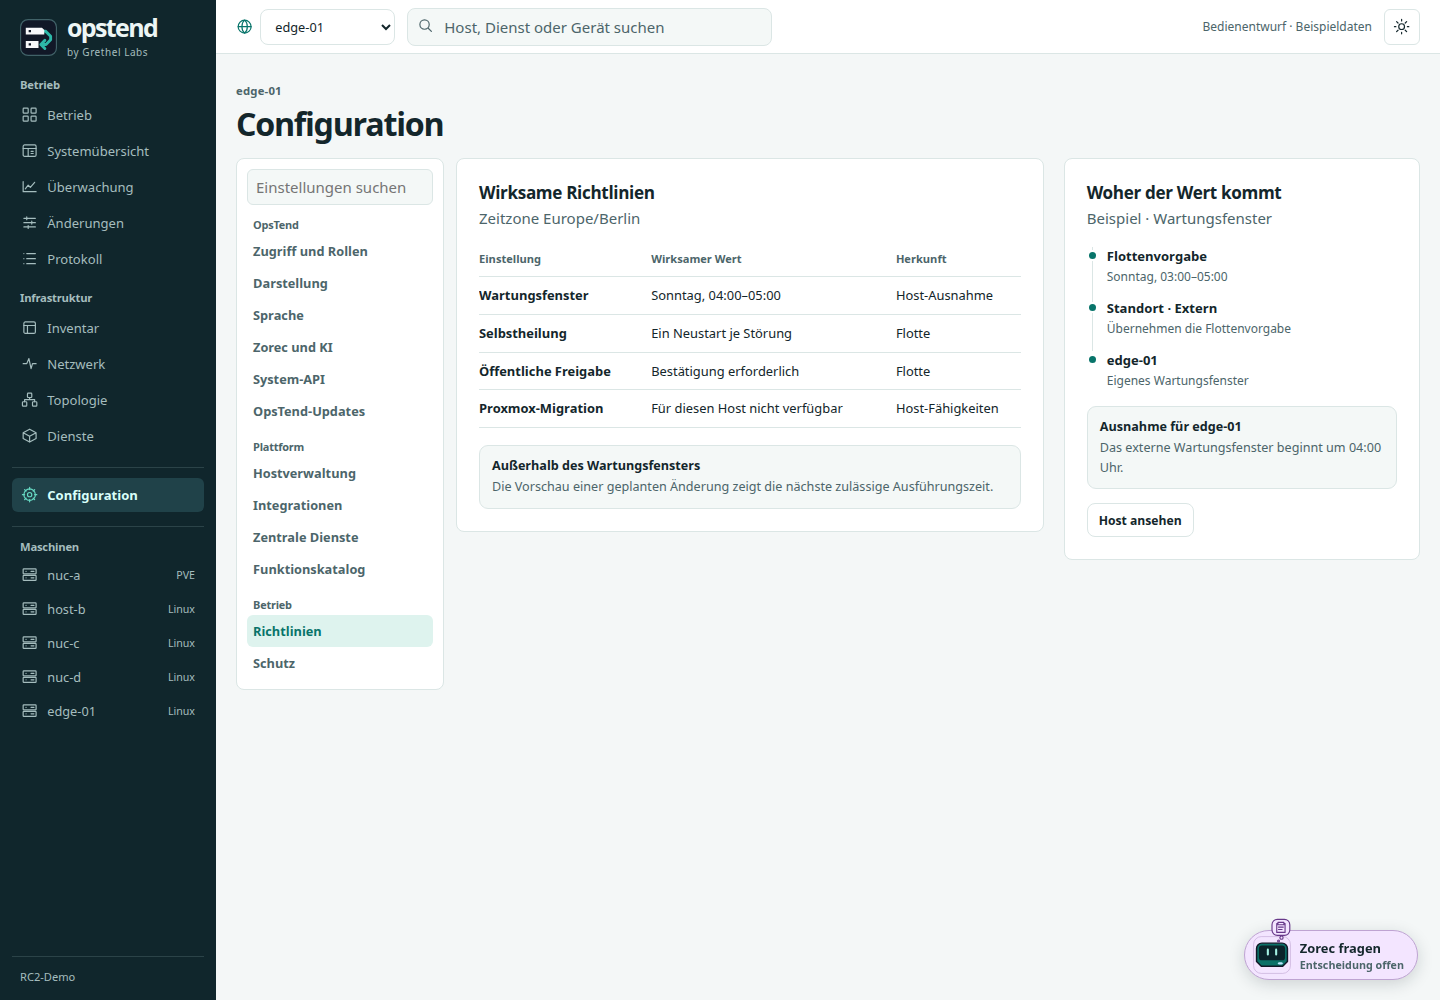 opstend
by Grethel Labs
Betrieb
Betrieb
Systemübersicht
Überwachung
Änderungen
Protokoll
Infrastruktur
Inventar
Netzwerk
Topologie
Dienste
Configuration
Maschinen
nuc-a PVE
host-b Linux
nuc-c Linux
nuc-d Linux
edge-01 Linux
RC2-Demo
edge-01
Host, Dienst oder Gerät suchen
Bedienentwurf · Beispieldaten
edge-01
Configuration
Einstellungen suchen
OpsTend
Zugriff und Rollen
Darstellung
Sprache
Zorec und KI
System-API
OpsTend-Updates
Plattform
Hostverwaltung
Integrationen
Zentrale Dienste
Funktionskatalog
Betrieb
Richtlinien
Schutz
Wirksame Richtlinien
Zeitzone Europe/Berlin
Einstellung Wirksamer Wert Herkunft
Wartungsfenster Sonntag, 04:00–05:00 Host-Ausnahme
Selbstheilung Ein Neustart je Störung Flotte
Öffentliche Freigabe Bestätigung erforderlich Flotte
Proxmox-Migration Für diesen Host nicht verfügbar Host-Fähigkeiten
Außerhalb des Wartungsfensters
Die Vorschau einer geplanten Änderung zeigt die nächste zulässige Ausführungszeit.
Woher der Wert kommt
Beispiel · Wartungsfenster
Flottenvorgabe
Sonntag, 03:00–05:00
Standort · Extern
Übernehmen die Flottenvorgabe
edge-01
Eigenes Wartungsfenster
Ausnahme für edge-01
Das externe Wartungsfenster beginnt um 04:00
Uhr.
Host ansehen
Zorec fragen
Entscheidung offen